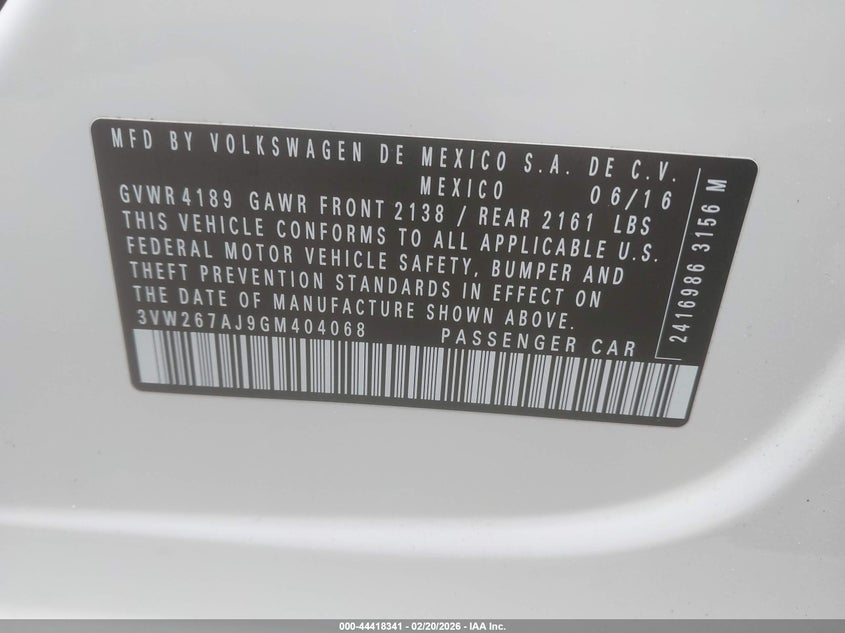 MFD BY VOLKSWAGEN DE MEXICO S.A. DE C.V.
MEXICO 06/16
GVWR 4189 GAWR FRONT 2138 / REAR 2161 LBS
THIS VEHICLE CONFORMS TO ALL APPLICABLE U.S.
FEDERAL MOTOR VEHICLE SAFETY, BUMPER AND
THEFT PREVENTION STANDARDS IN EFFECT ON
THE DATE OF MANUFACTURE SHOWN ABOVE.
3VW267AJ9GM404068 PASSENGER CAR
2416986 3156 M
000-44418341 | 02/20/2026 - IAA Inc.